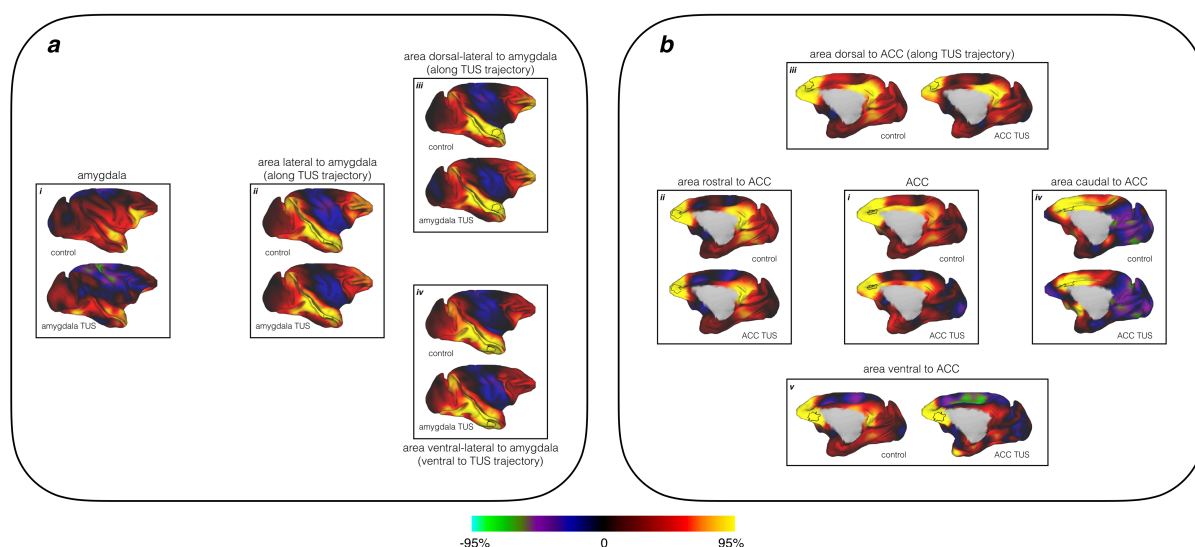 a
area dorsal-lateral to amygdala
(along TUS trajectory)
iii
control
amygdala TUS
amygdala
i
control
amygdala TUS
area lateral to amygdala
(along TUS trajectory)
ii
control
amygdala TUS
iv
control
amygdala TUS
area ventral-lateral to amygdala
(ventral to TUS trajectory)
b
area dorsal to ACC (along TUS trajectory)
iii
control
ACC TUS
area rostral to ACC
ii
control
ACC TUS
ACC
i
control
ACC TUS
area caudal to ACC
iv
control
ACC TUS
area ventral to ACC
v
control
ACC TUS
-95%
0
95%